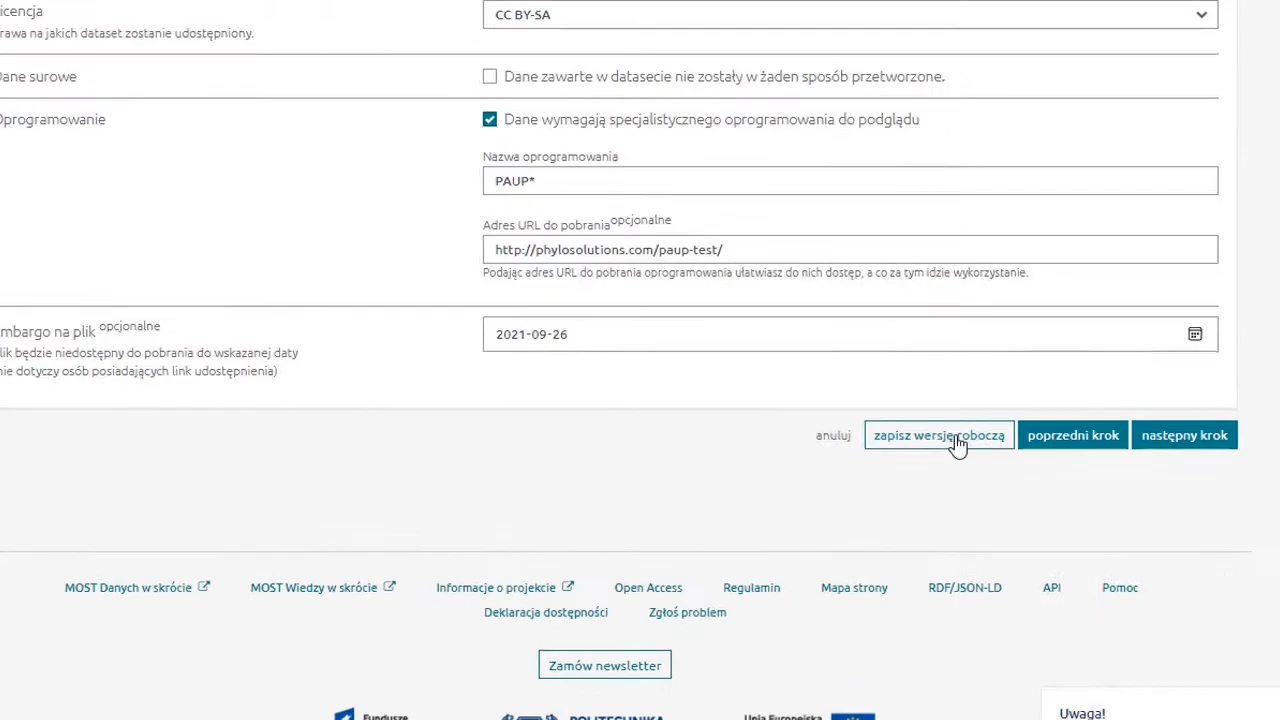 icencja
CC BY-SA
rawa na jakich dataset zostanie udostępniony.
Dane surowe
Dane zawarte w datasecie nie zostały w żaden sposób przetworzone.
Oprogramowanie
Dane wymagają specjalistycznego oprogramowania do podglądu
Nazwa oprogramowania
PAUP*
Adres URL do pobrania opcjonalne
http://phylosolutions.com/paup-test/
Podając adres URL do pobrania oprogramowania ułatwiasz do nich dostęp, a co za tym idzie wykorzystanie.
mbargo na plik opcjonalne
2021-09-26
lik będzie niedostępny do pobrania do wskazanej daty
nie dotyczy osób posiadających link udostępnienia)
anuluj
zapisz wersję roboczą
poprzedni krok
następny krok
MOST Danych w skrócie
MOST Wiedzy w skrócie
Informacje o projekcie
Open Access
Regulamin
Mapa strony
RDF/JSON-LD
API
Pomoc
Deklaracja dostępności
Zgłoś problem
Zamów newsletter
Uwaga!
Fundusze
POLITECHNIKA
Unia Europejska